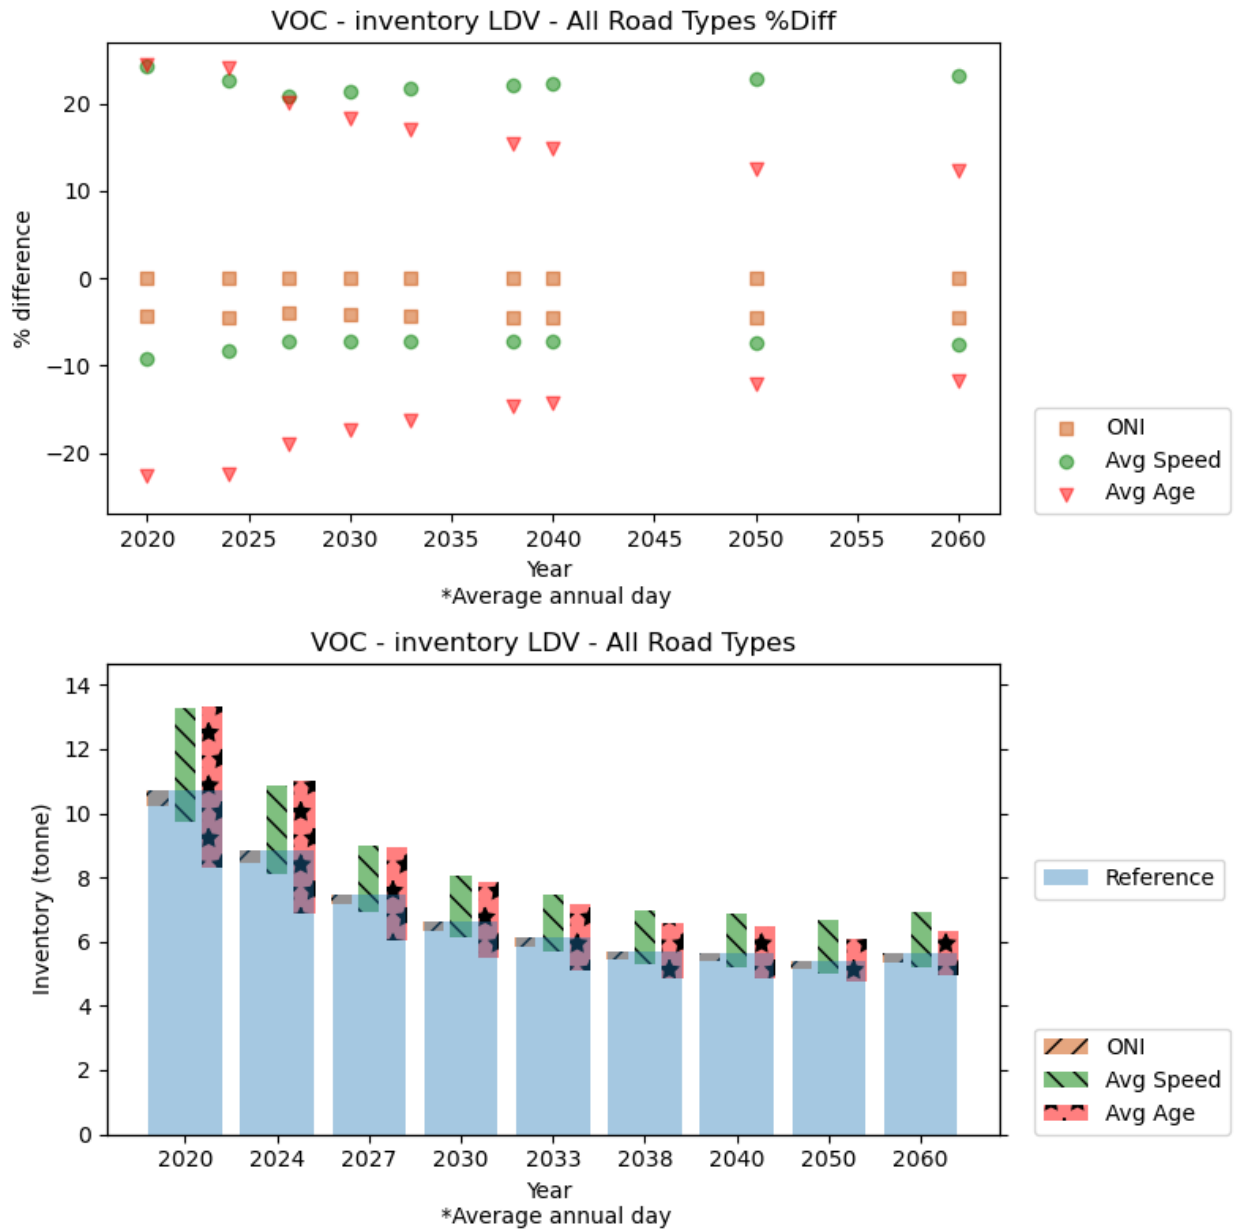 VOC - inventory LDV - All Road Types %Diff
% difference
20
10
0
−10
−20
2020 2025 2030 2035 2040 2045 2050 2055 2060
Year
*Average annual day
ONI
Avg Speed
Avg Age
VOC - inventory LDV - All Road Types
Inventory (tonne)
14
12
10
8
6
4
2
0
2020 2024 2027 2030 2033 2038 2040 2050 2060
Year
*Average annual day
Reference
ONI
Avg Speed
Avg Age